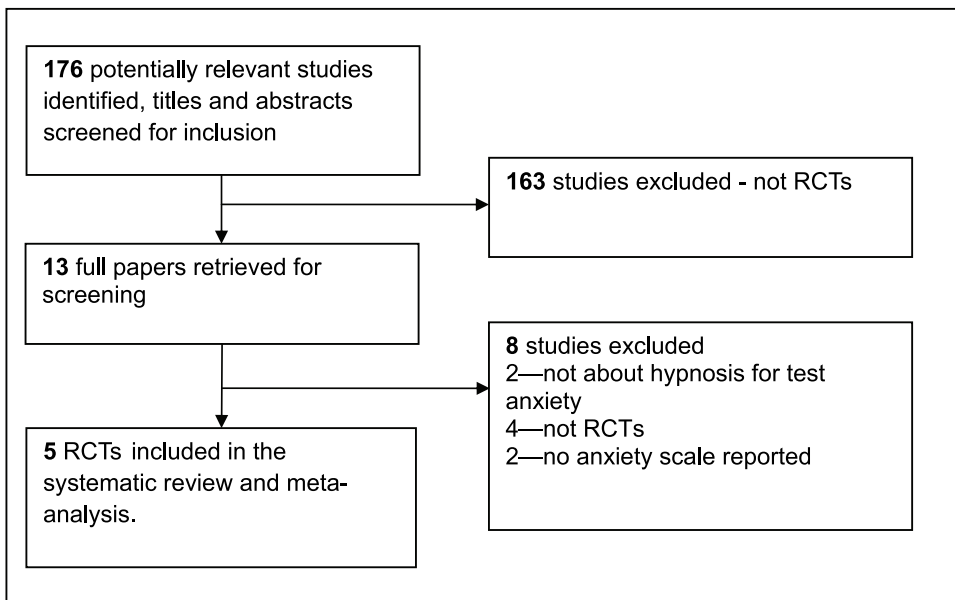 176 potentially relevant studies
identified, titles and abstracts
screened for inclusion
163 studies excluded - not RCTs
13 full papers retrieved for
screening
8 studies excluded
2—not about hypnosis for test
anxiety
4—not RCTs
2—no anxiety scale reported
5 RCTs included in the
systematic review and meta-
analysis.